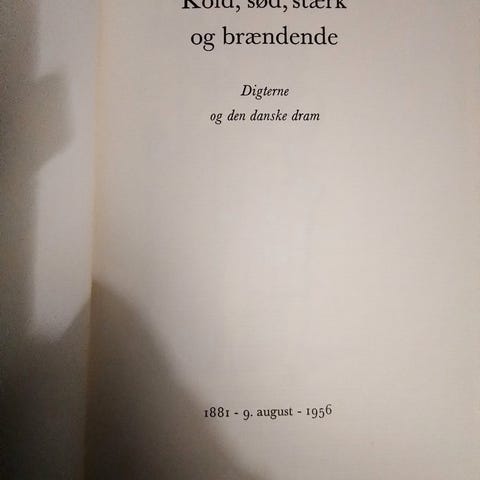 Kold, sød, stærk
og brændende
Digterne
og den danske dram
1881 - 9. august - 1956